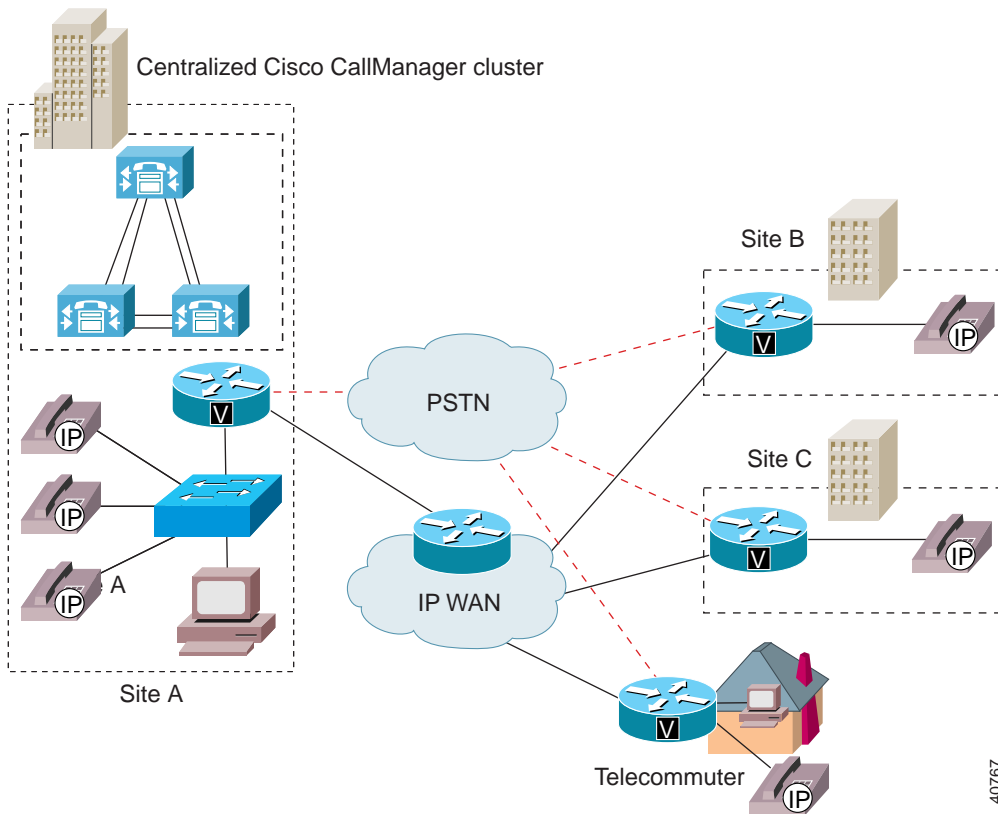 Centralized Cisco CallManager cluster
Site B
IP
V
PSTN
V
IP
IP
Site C
IP
V
IP WAN
IP
e A
Site A
V
Telecommuter
IP
40767